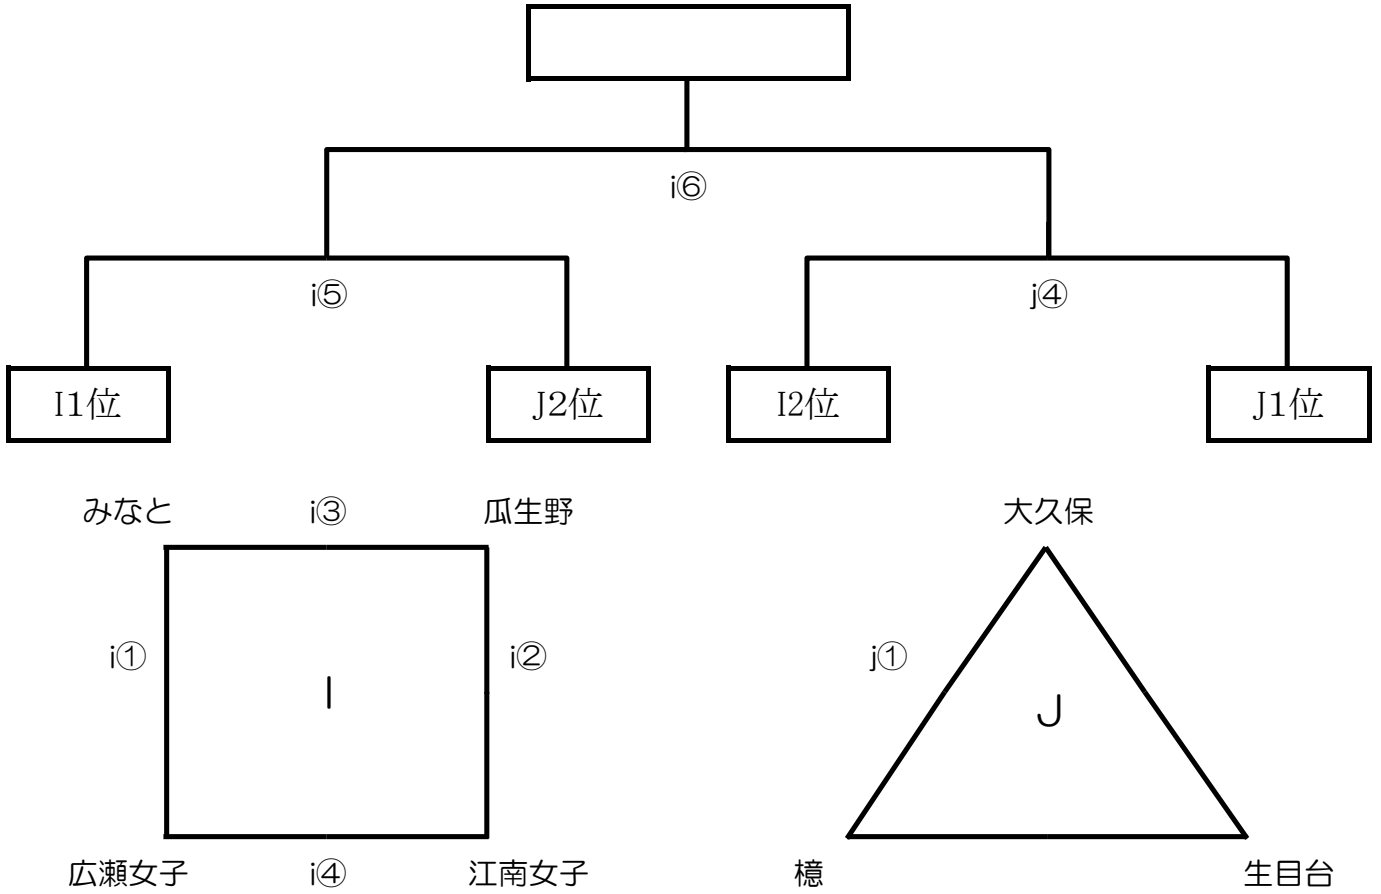 i⑥
i⑤ j④
I1位 J2位 I2位 J1位
みなと i③ 瓜生野 大久保
i① i② j①
I J
広瀬女子 i④ 江南女子 檍 生目台